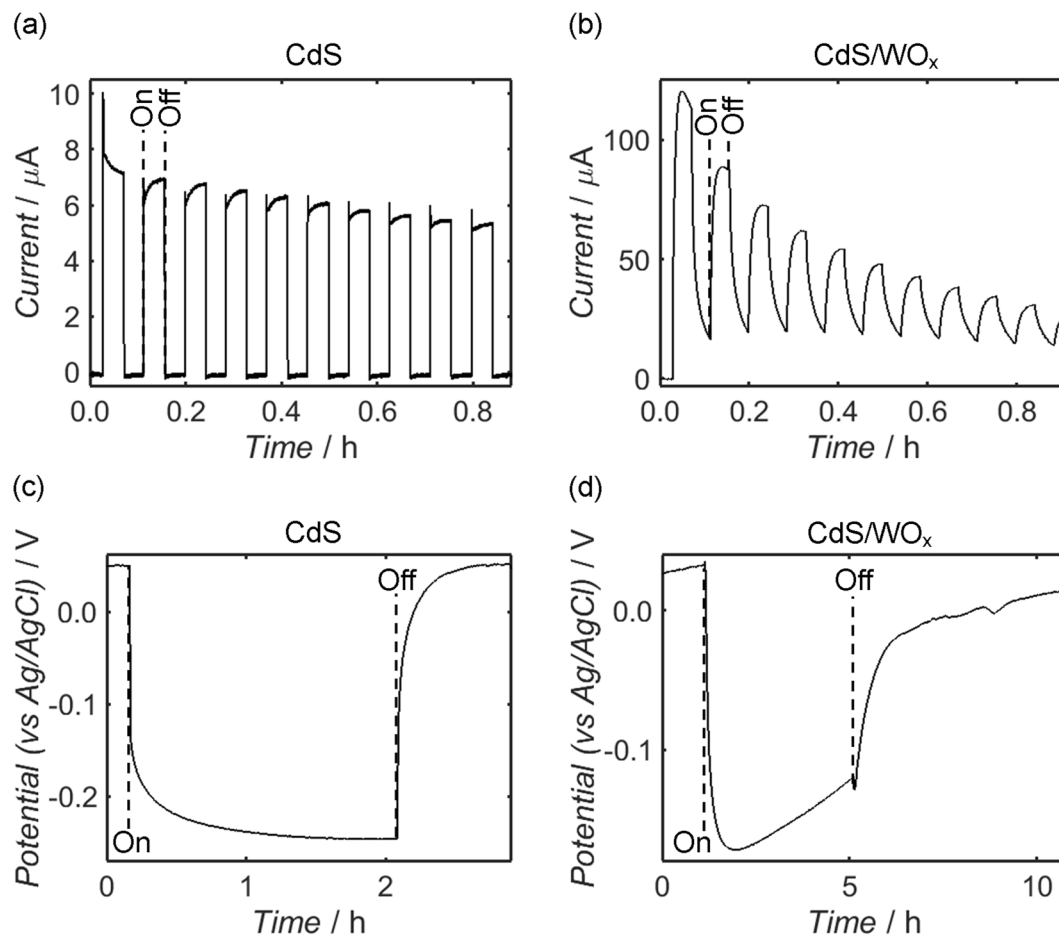 (a)
CdS
Current / μA
10
8
6
4
2
0
On
Off
0.0
0.2
0.4
0.6
0.8
Time / h
(b)
CdS/WOₓ
Current / μA
100
50
0
On
Off
0.0
0.2
0.4
0.6
0.8
Time / h
(c)
CdS
Potential (vs Ag/AgCl) / V
0.0
-0.1
-0.2
On
Off
0
1
2
Time / h
(d)
CdS/WOₓ
Potential (vs Ag/AgCl) / V
0.0
-0.1
On
Off
0
5
10
Time / h